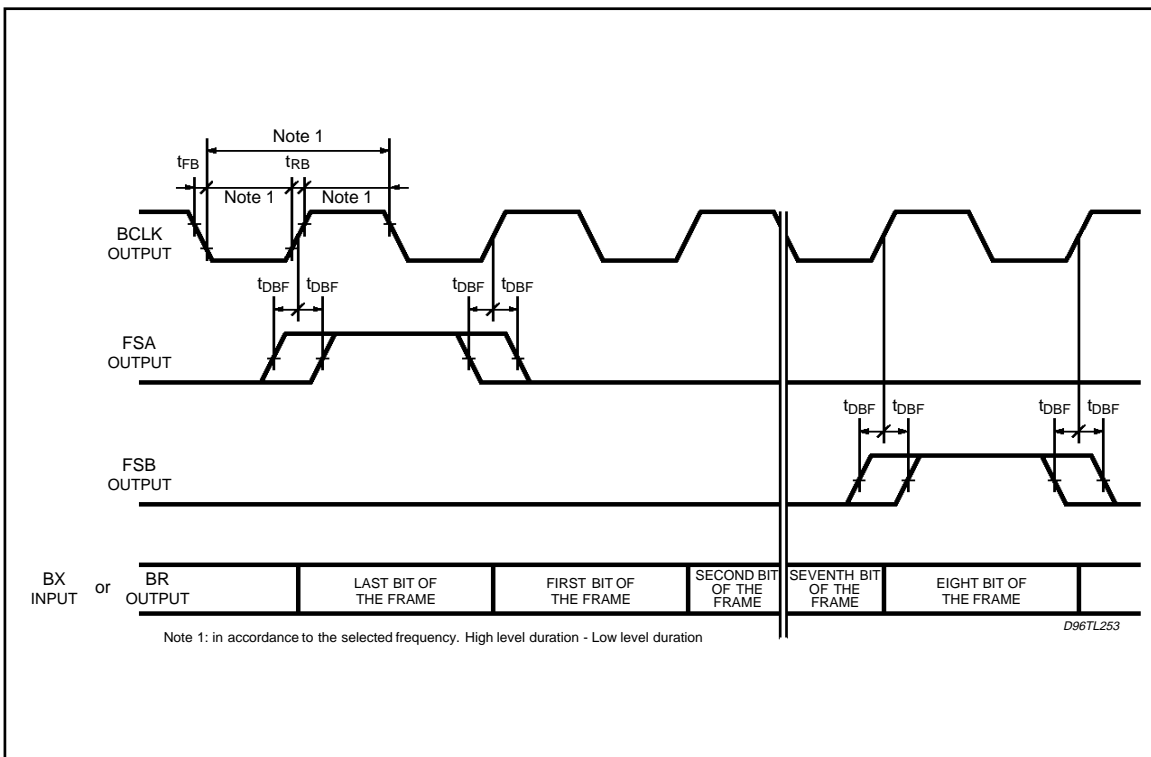 Note 1
tFB
tRB
Note 1
Note 1
BCLK
OUTPUT
tDBF
tDBF
tDBF
tDBF
FSA
OUTPUT
tDBF
tDBF
tDBF
tDBF
FSB
OUTPUT
BX
INPUT
or
BR
OUTPUT
LAST BIT OF
THE FRAME
FIRST BIT OF
THE FRAME
SECOND BIT
OF THE
FRAME
SEVENTH BIT
OF THE
FRAME
EIGHT BIT OF
THE FRAME
D96TL253
Note 1: in accordance to the selected frequency. High level duration - Low level duration